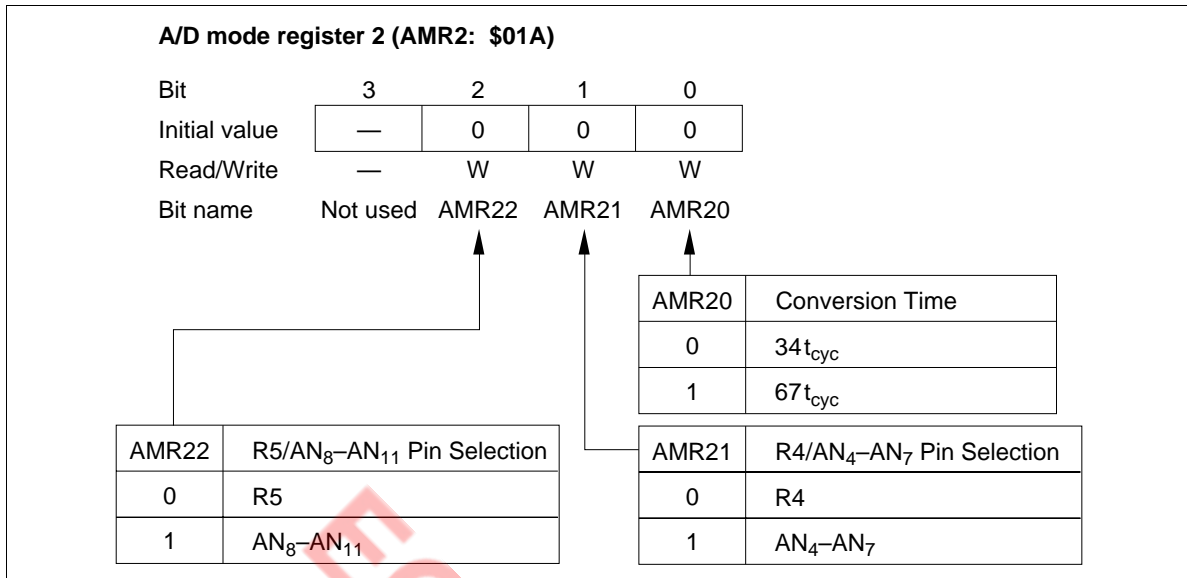 A/D mode register 2 (AMR2: $01A)
Bit 3 2 1 0
Initial value — 0 0 0
Read/Write — W W W
Bit name Not used AMR22 AMR21 AMR20
AMR20 Conversion Time
0 34tcyc
1 67tcyc
AMR22 R5/AN8–AN11 Pin Selection
0 R5
1 AN8–AN11
AMR21 R4/AN4–AN7 Pin Selection
0 R4
1 AN4–AN7